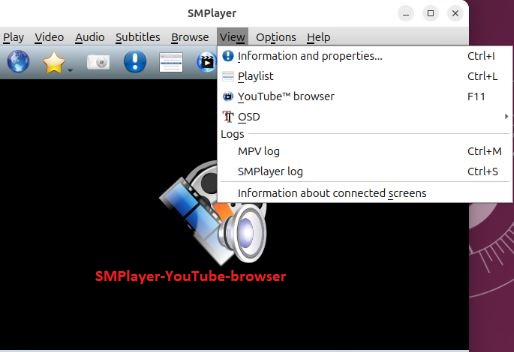 SMPlayer
Play Video Audio Subtitles Browse View Options Help
Information and properties... Ctrl+I
Playlist Ctrl+L
YouTube™ browser F11
OSD
Logs
MPV log Ctrl+M
SMPlayer log Ctrl+S
Information about connected screens
SMPlayer-YouTube-browser